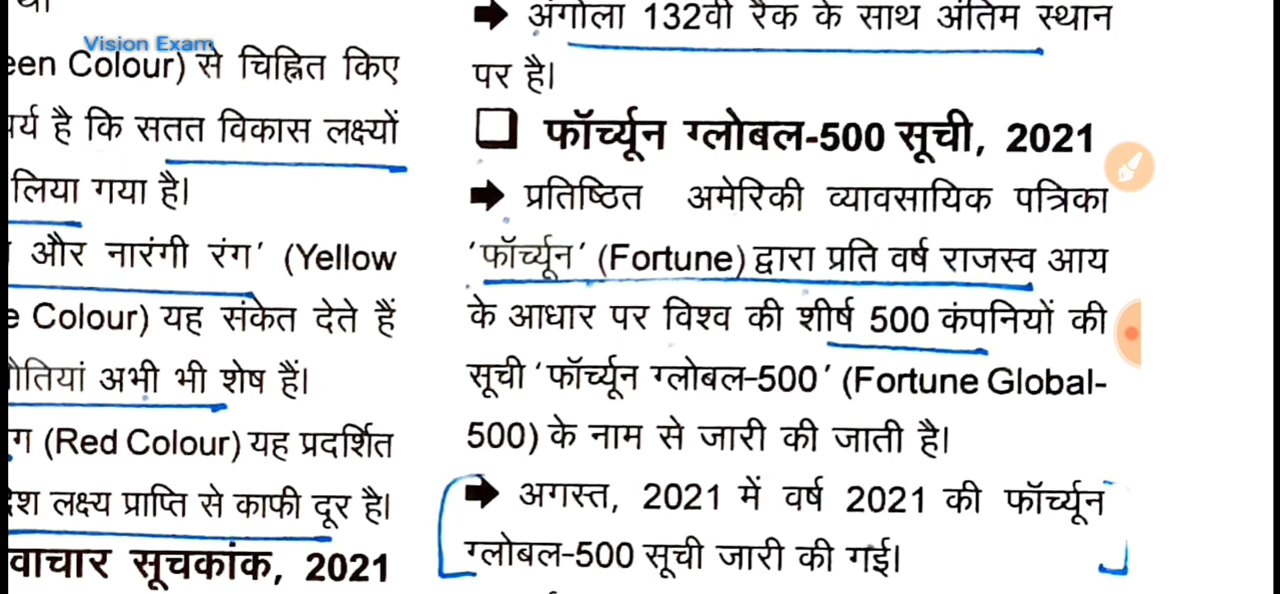 Vision Exam
een Colour) से चिह्नित किए
र्य है कि सतत विकास लक्ष्यों
लिया गया है।
और नारंगी रंग' (Yellow
e Colour) यह संकेत देते हैं
अभी भी शेष हैं।
ग (Red Colour) यह प्रदर्शित
लक्ष्य प्राप्ति से काफी दूर है।
वाचार सूचकांक, 2021
➡ अंगोला 132वी रैंक के साथ अंतिम स्थान
पर है।
❑ फॉर्च्यून ग्लोबल-500 सूची, 2021
➡ प्रतिष्ठित अमेरिकी व्यावसायिक पत्रिका
'फॉर्च्यून' (Fortune) द्वारा प्रति वर्ष राजस्व आय
के आधार पर विश्व की शीर्ष 500 कंपनियों की
सूची 'फॉर्च्यून ग्लोबल-500' (Fortune Global-
500) के नाम से जारी की जाती है।
➡ अगस्त, 2021 में वर्ष 2021 की फॉर्च्यून
ग्लोबल-500 सूची जारी की गई।